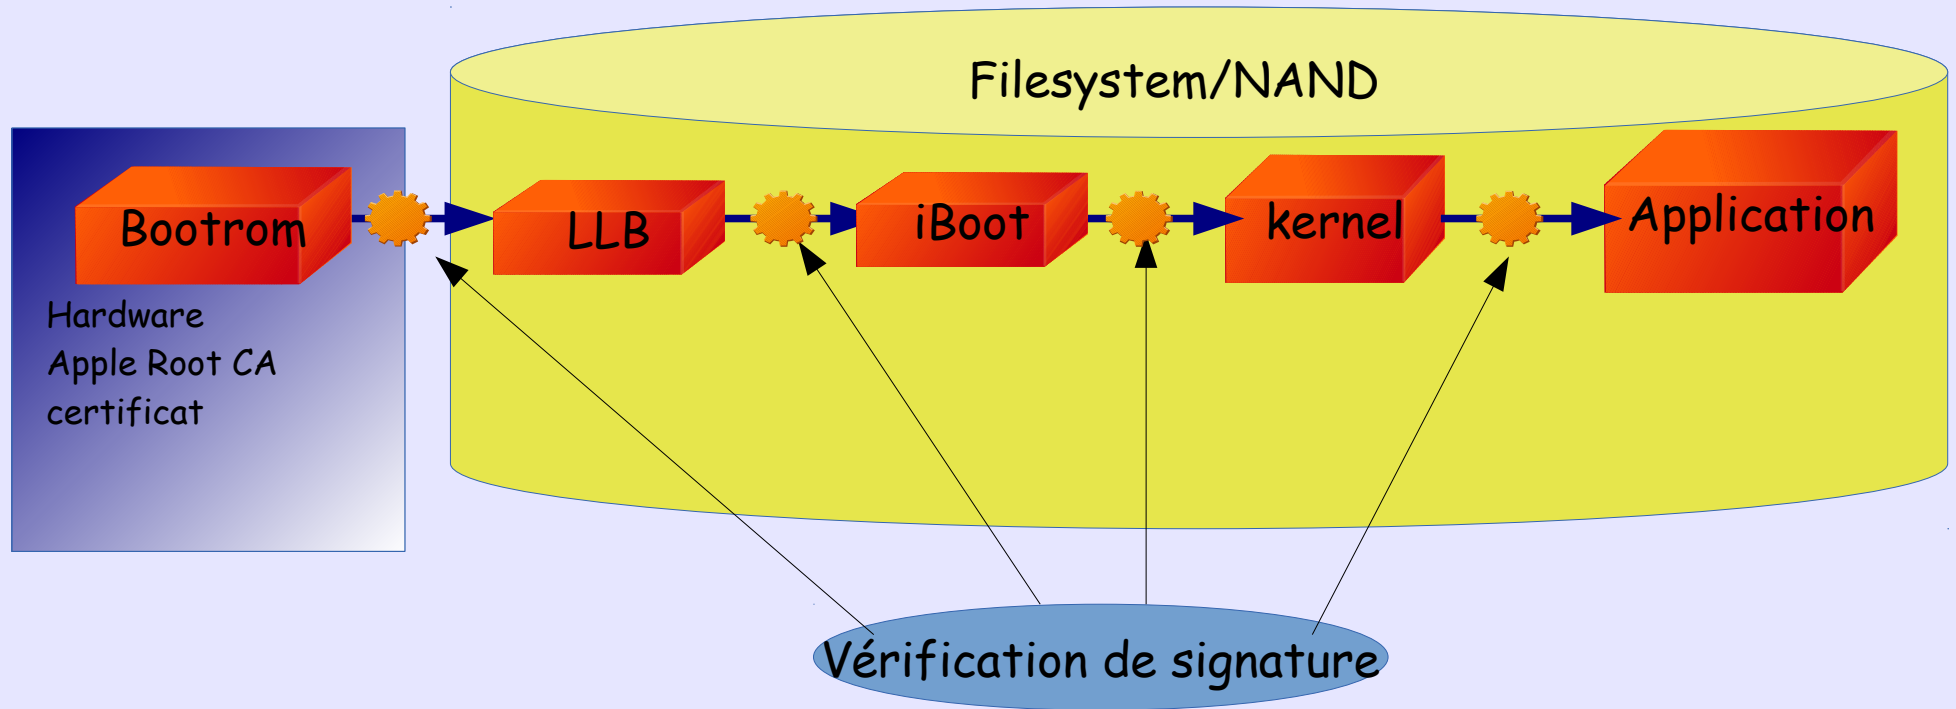 Filesystem/NAND
Bootrom
LLB
iBoot
kernel
Application
Hardware
Apple Root CA
certificat
Vérification de signature